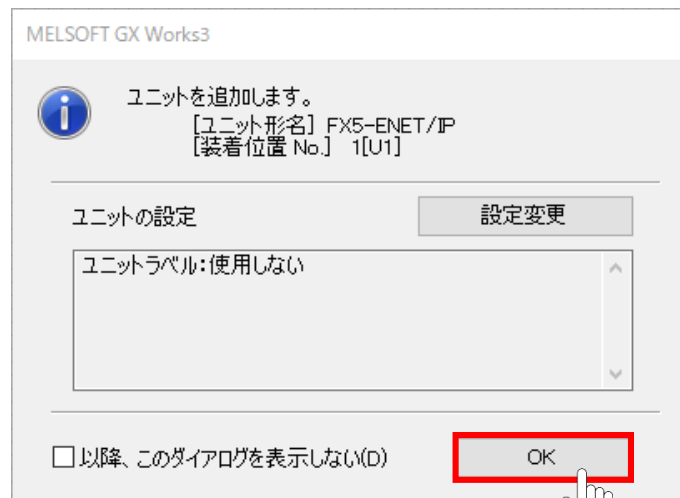 MELSOFT GX Works3
ユニットを追加します。
[ユニット形名] FX5-ENET/IP
[装着位置 No.] 1[U1]
ユニットの設定
設定変更
ユニットラベル:使用しない
以降、このダイアログを表示しない(D)
OK